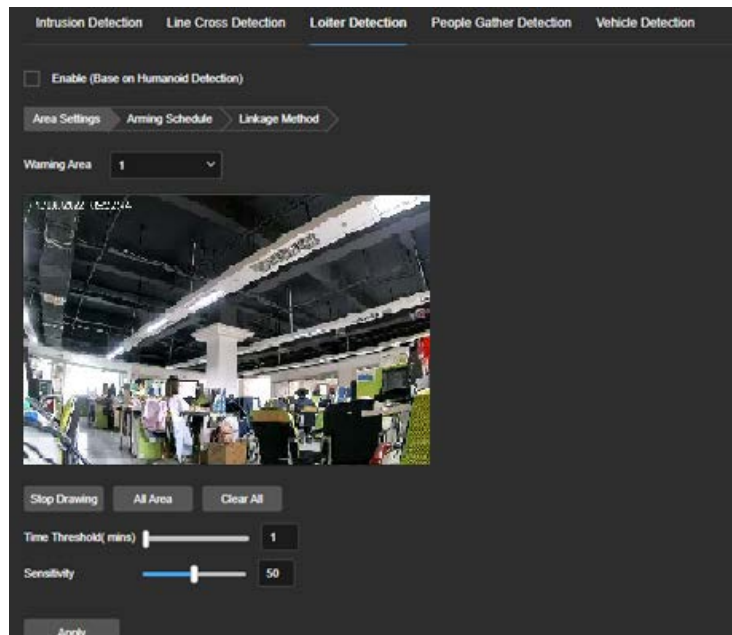 Intrusion Detection Line Cross Detection Loiter Detection People Gather Detection Vehicle Detection
Enable (Base on Humanoid Detection)
Area Settings Arming Schedule Linkage Method
Warning Area 1
Stop Drawing All Area Clear All
Time Threshold( mins) 1
Sensitivity 50
Apply